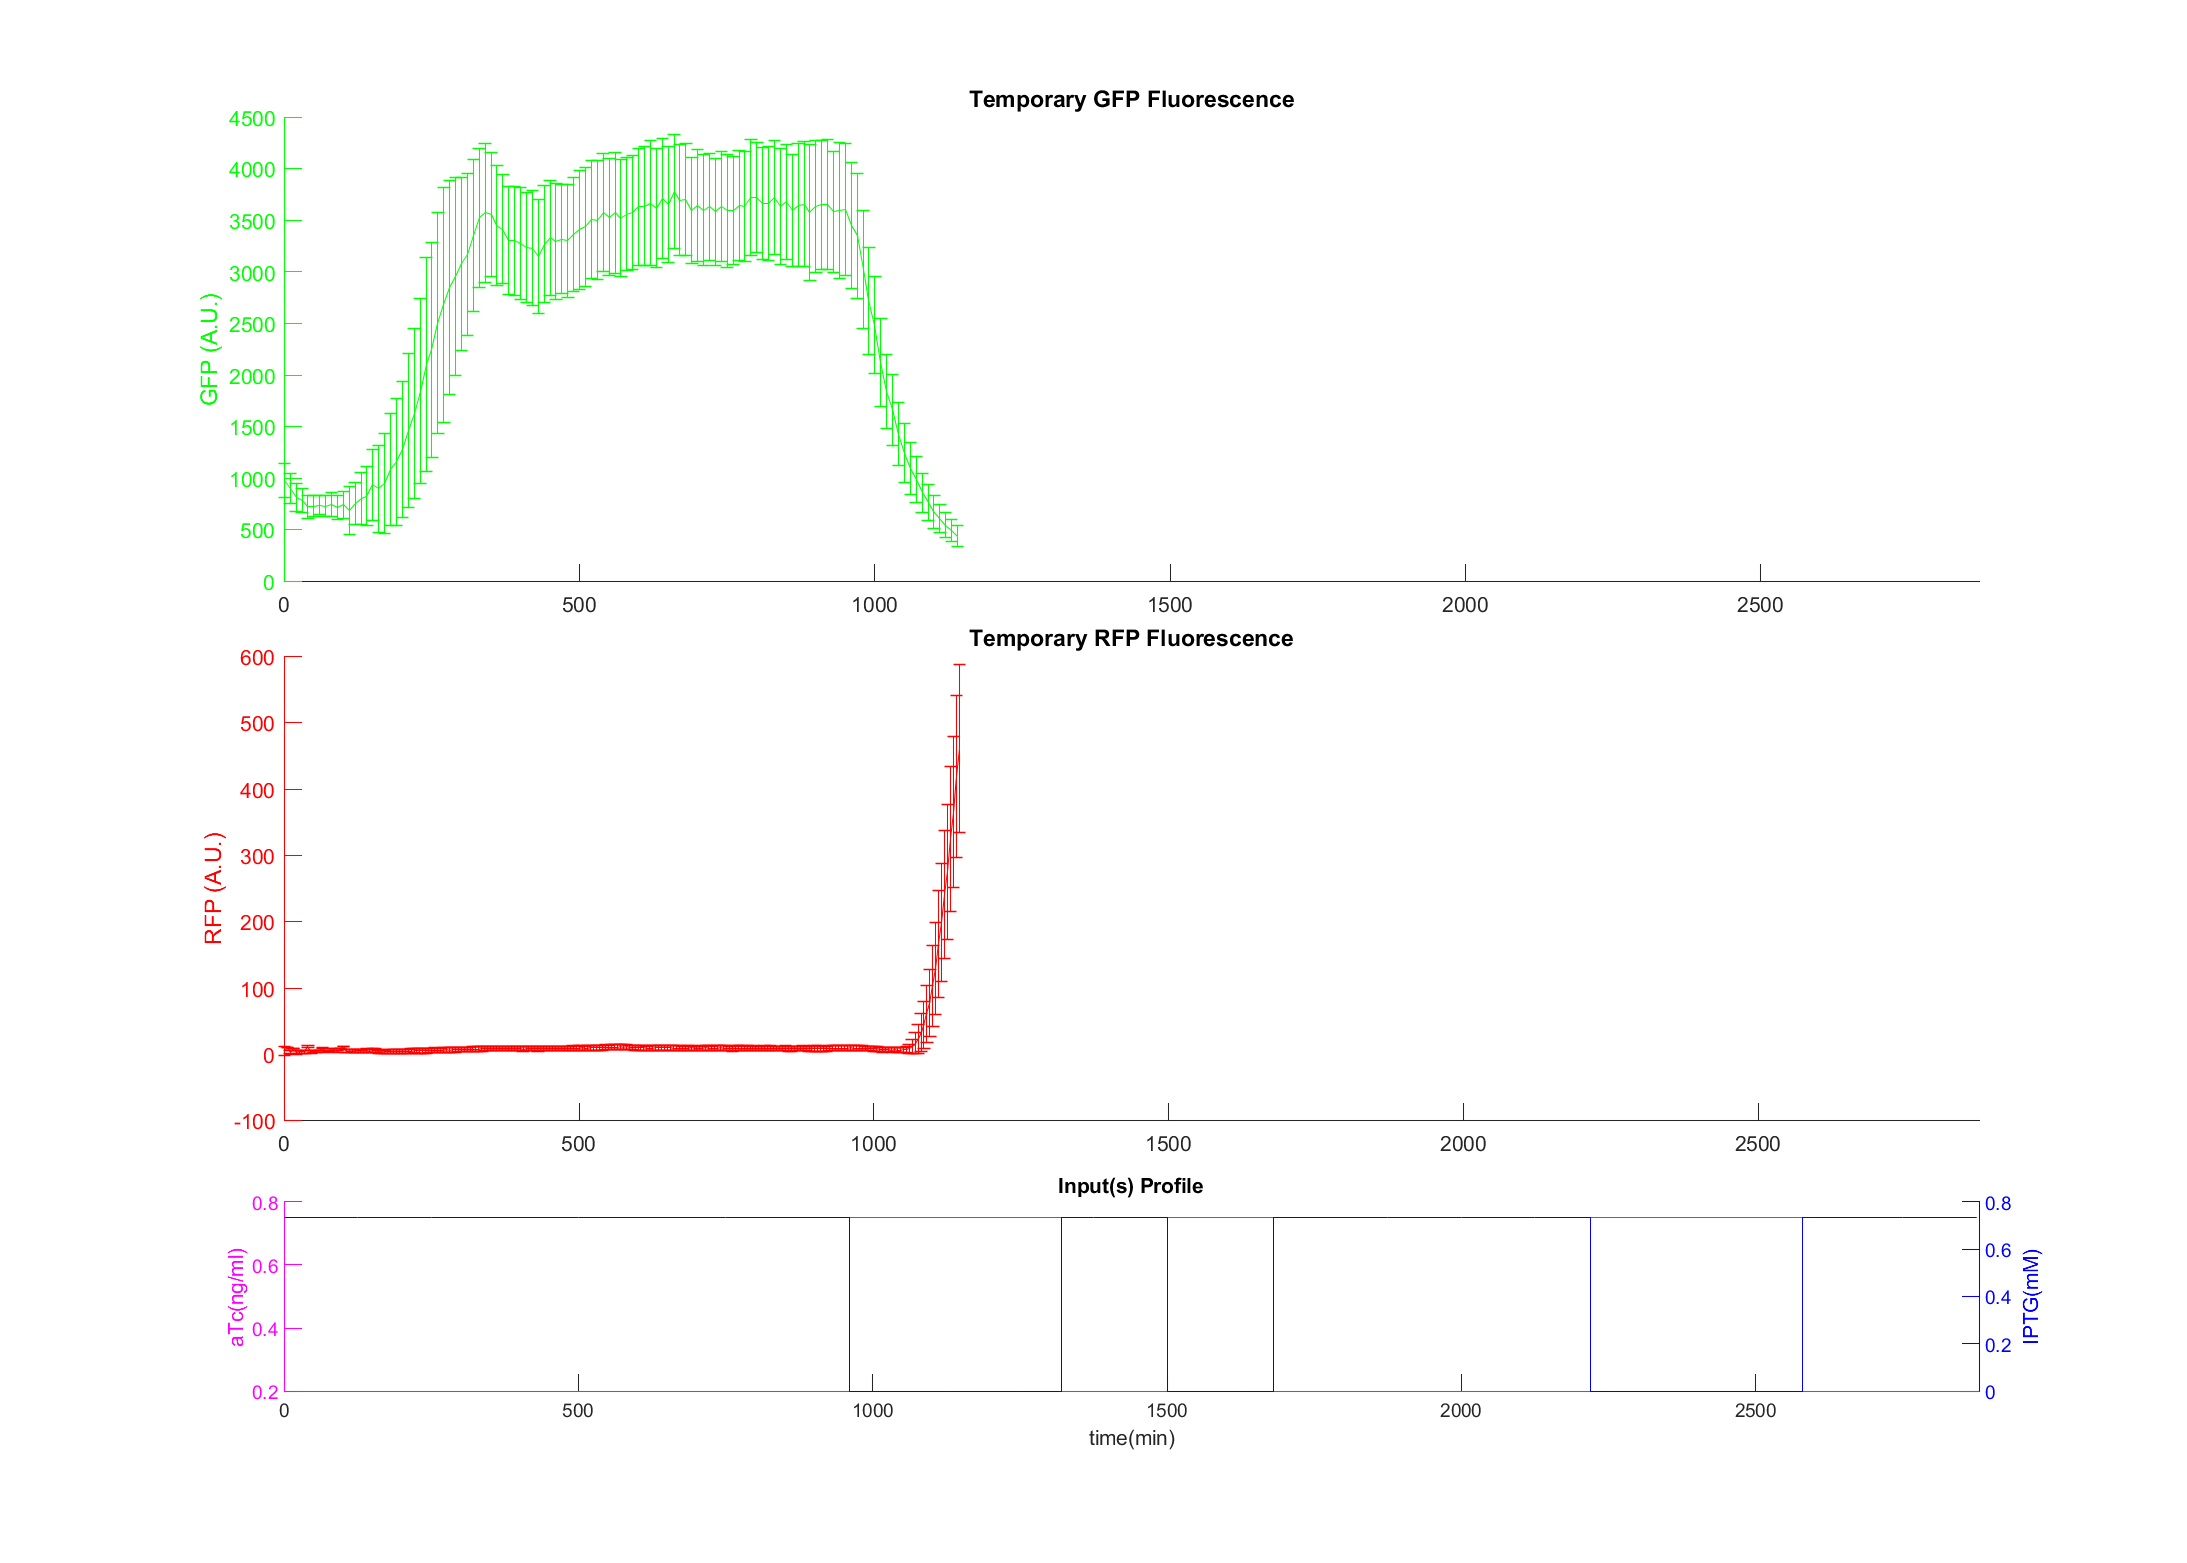 Temporary GFP Fluorescence
4500
4000
3500
3000
2500
2000
1500
1000
500
0
GFP (A.U.)
0 500 1000 1500 2000 2500
Temporary RFP Fluorescence
600
500
400
300
200
100
0
-100
RFP (A.U.)
0 500 1000 1500 2000 2500
Input(s) Profile
0.8
0.6
0.4
0.2
aTc(ng/ml)
0.8
0.6
0.4
0.2
0
IPTG(mM)
0 500 1000 1500 2000 2500
time(min)